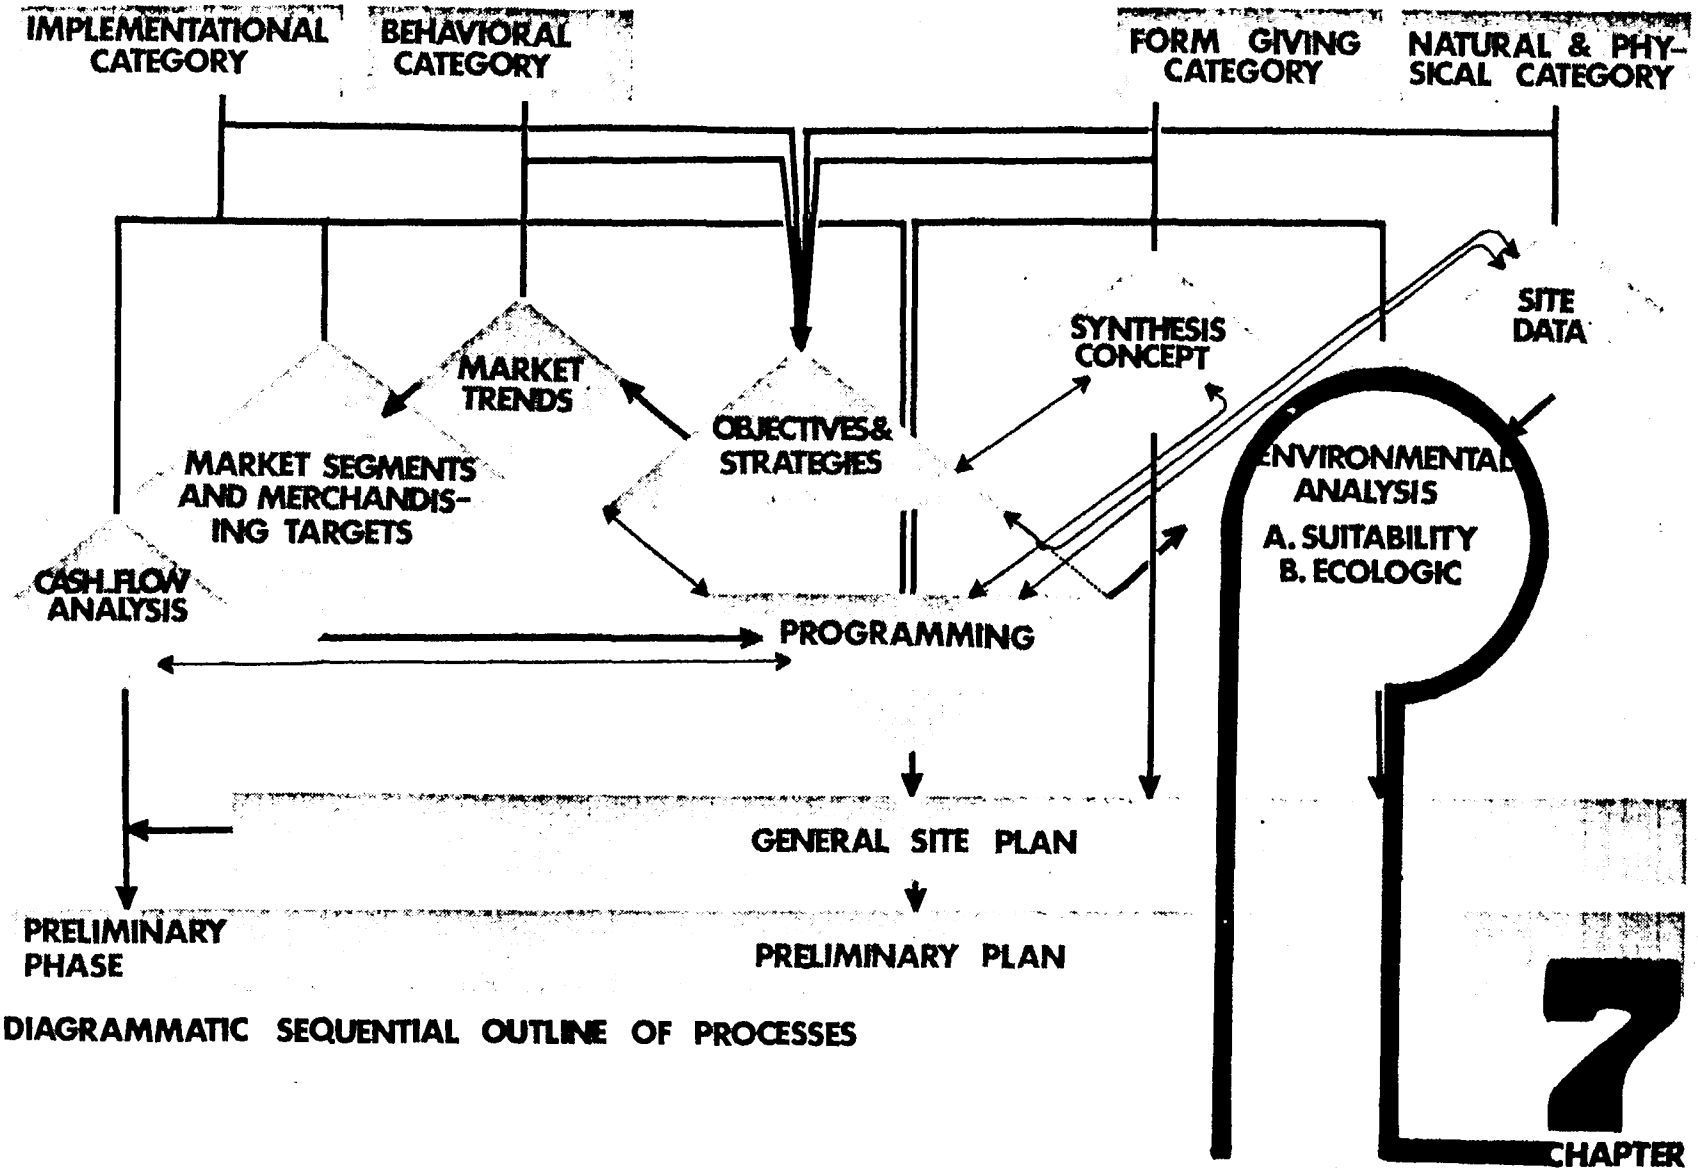 IMPLEMENTATIONAL
CATEGORY
BEHAVIORAL
CATEGORY
FORM GIVING
CATEGORY
NATURAL & PHY-
SICAL CATEGORY
SITE
DATA
SYNTHESIS
CONCEPT
MARKET
TRENDS
OBJECTIVES&
STRATEGIES
MARKET SEGMENTS
AND MERCHANDIS-
ING TARGETS
ENVIRONMENTAL
ANALYSIS
A. SUITABILITY
B. ECOLOGIC
CASH-FLOW
ANALYSIS
PROGRAMMING
GENERAL SITE PLAN
PRELIMINARY
PHASE
PRELIMINARY PLAN
DIAGRAMMATIC SEQUENTIAL OUTLINE OF PROCESSES
7
CHAPTER